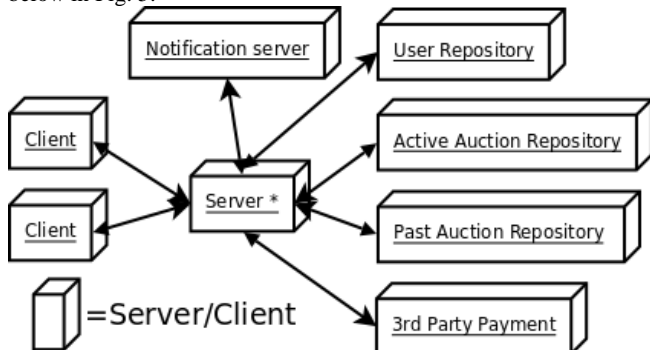 below in Fig. 3.
Notification server
User Repository
Client
Active Auction Repository
Server *
Client
Past Auction Repository
=Server/Client
3rd Party Payment